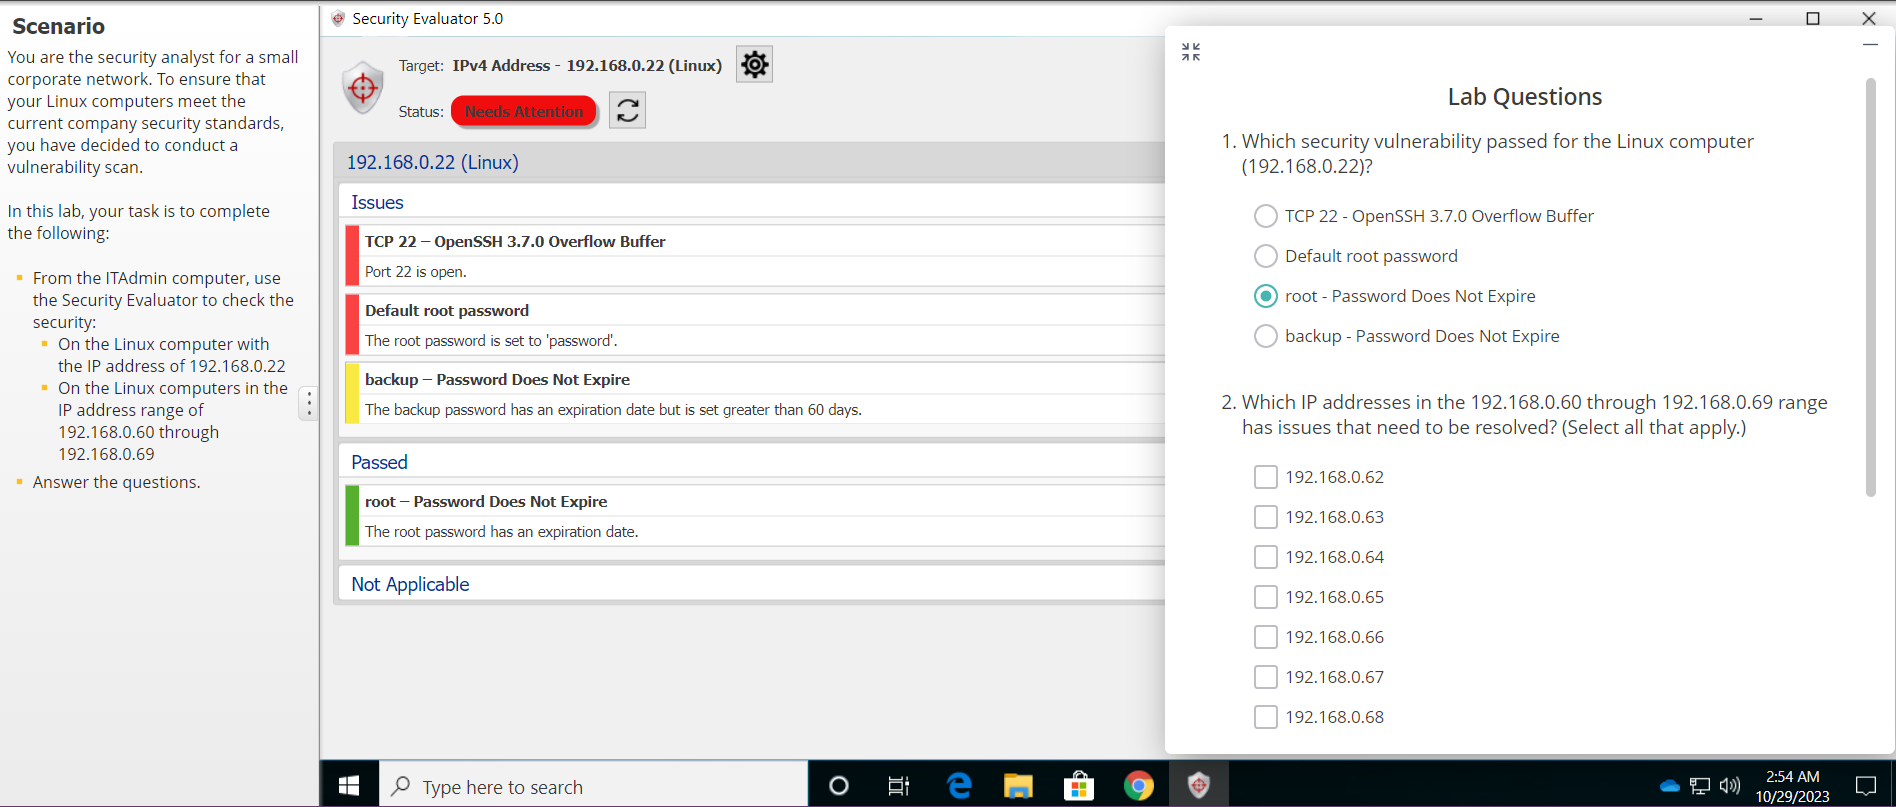 Scenario
You are the security analyst for a small
corporate network. To ensure that
your Linux computers meet the
current company security standards,
you have decided to conduct a
vulnerability scan.
In this lab, your task is to complete
the following:
From the ITAdmin computer, use
the Security Evaluator to check the
security:
On the Linux computer with
the IP address of 192.168.0.22
On the Linux computers in the
IP address range of
192.168.0.60 through
192.168.0.69
Answer the questions.
Security Evaluator 5.0
Target: IPv4 Address - 192.168.0.22 (Linux)
Status: Needs Attention
192.168.0.22 (Linux)
Issues
TCP 22 – OpenSSH 3.7.0 Overflow Buffer
Port 22 is open.
Default root password
The root password is set to 'password'.
backup – Password Does Not Expire
The backup password has an expiration date but is set greater than 60 days.
Passed
root – Password Does Not Expire
The root password has an expiration date.
Not Applicable
Lab Questions
1. Which security vulnerability passed for the Linux computer
(192.168.0.22)?
TCP 22 - OpenSSH 3.7.0 Overflow Buffer
Default root password
root - Password Does Not Expire
backup - Password Does Not Expire
2. Which IP addresses in the 192.168.0.60 through 192.168.0.69 range
has issues that need to be resolved? (Select all that apply.)
192.168.0.62
192.168.0.63
192.168.0.64
192.168.0.65
192.168.0.66
192.168.0.67
192.168.0.68
Type here to search
2:54 AM
10/29/2023